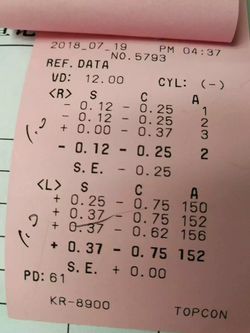 2018_07_19 PM 04:37
NO.5793
REF.DATA
VD: 12.00 CYL: (-)
<R> S C A
- 0.12 - 0.25 1
- 0.12 - 0.25 2
+ 0.00 - 0.37 3
- 0.12 - 0.25 2
S.E. - 0.25
<L> S C A
+ 0.25 - 0.75 150
+ 0.37 - 0.75 152
+ 0.37 - 0.62 156
+ 0.37 - 0.75 152
S.E. + 0.00
PD: 61
KR-8900 TOPCON